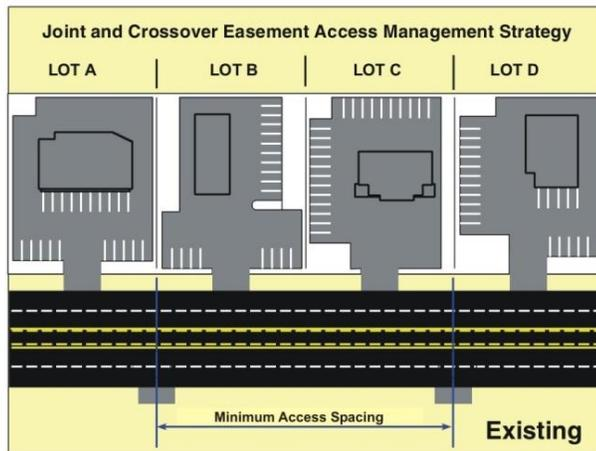 Joint and Crossover Easement Access Management Strategy
LOT A LOT B LOT C LOT D
Minimum Access Spacing
Existing